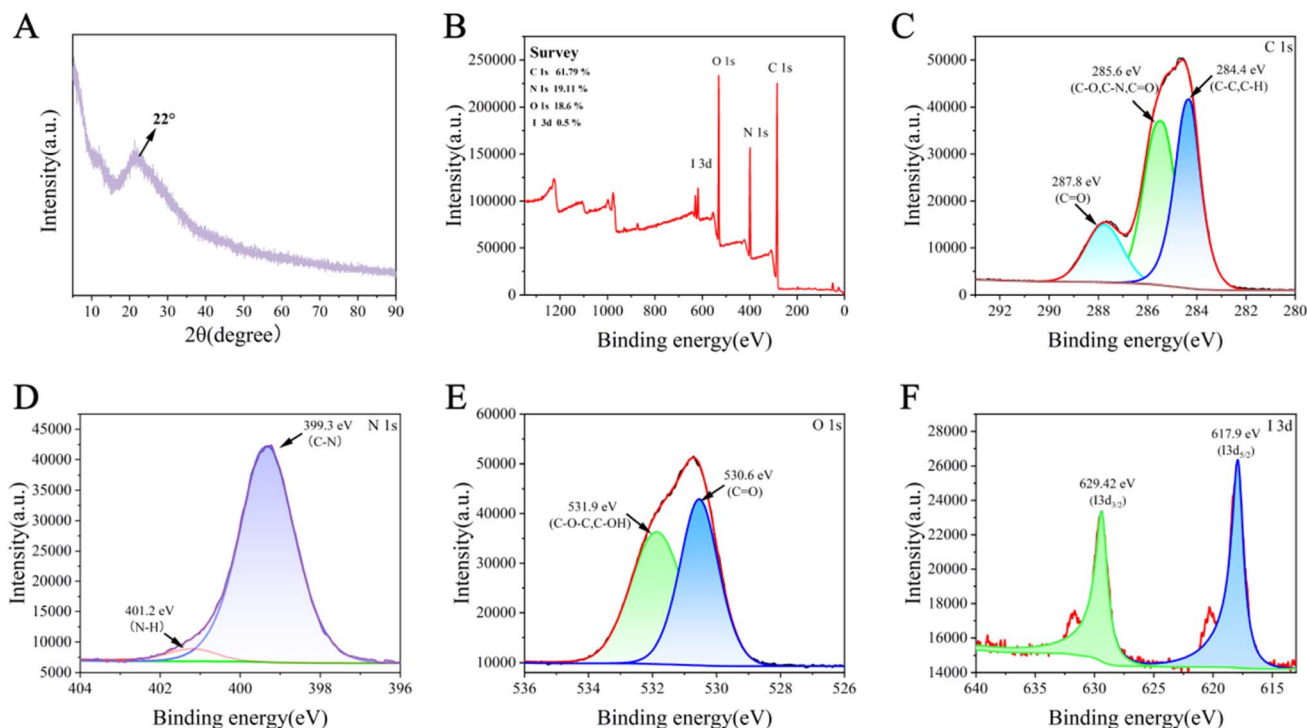 A
Intensity(a.u.)
22°
10 20 30 40 50 60 70 80 90
2θ(degree)
B
Intensity(a.u.)
250000
200000
150000
100000
50000
0
Survey
C 1s 61.79 %
N 1s 19.11 %
O 1s 18.6 %
I 3d 0.5 %
O 1s
C 1s
N 1s
I 3d
1200 1000 800 600 400 200 0
Binding energy(eV)
C
C 1s
Intensity(a.u.)
50000
40000
30000
20000
10000
0
285.6 eV
(C-O,C-N,C=O)
284.4 eV
(C-C,C-H)
287.8 eV
(C=O)
292 290 288 286 284 282 280
Binding energy(eV)
D
N 1s
Intensity(a.u.)
45000
40000
35000
30000
25000
20000
15000
10000
5000
399.3 eV
(C-N)
401.2 eV
(N-H)
404 402 400 398 396
Binding energy(eV)
E
O 1s
Intensity(a.u.)
60000
50000
40000
30000
20000
10000
530.6 eV
(C=O)
531.9 eV
(C-O-C,C-OH)
536 534 532 530 528 526
Binding energy(eV)
F
I 3d
Intensity(a.u.)
28000
26000
24000
22000
20000
18000
16000
14000
617.9 eV
(I3d5/2)
629.42 eV
(I3d3/2)
640 635 630 625 620 615
Binding energy(eV)